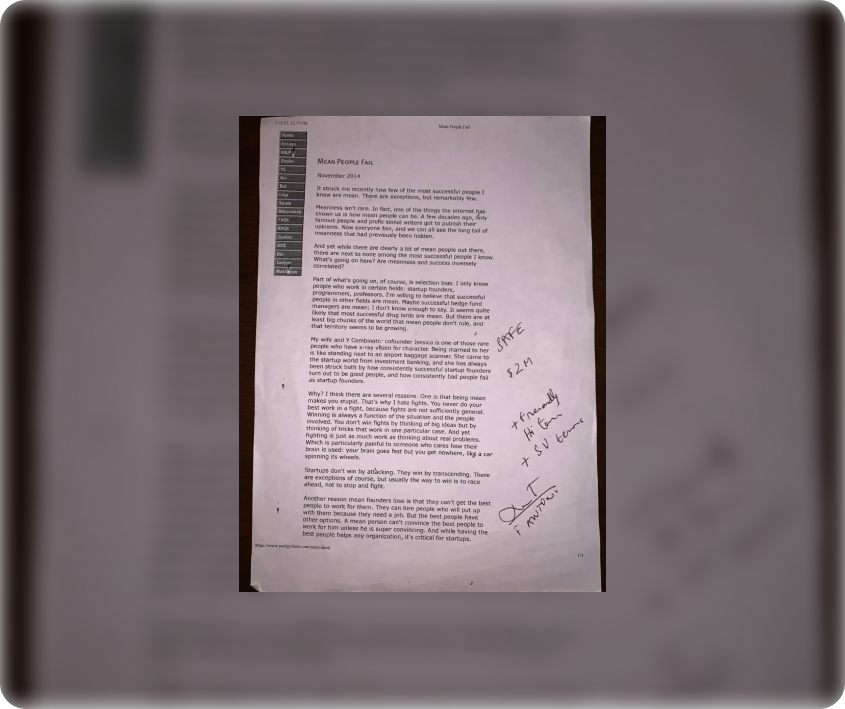 Mean People Fail
Home
Essays
H&P
Books
YC
Arc
Bel
Lisp
Spam
Responses
FAQs
RAQs
Quotes
RSS
Bio
Twitter
Mastodon
MEAN PEOPLE FAIL
November 2014
It struck me recently how few of the most successful people I
know are mean. There are exceptions, but remarkably few.
Meanness isn't rare. In fact, one of the things the internet has
shown us is how mean people can be. A few decades ago, only
famous people and professional writers got to publish their
opinions. Now everyone can, and we can all see the long tail of
meanness that had previously been hidden.
And yet while there are clearly a lot of mean people out there,
there are next to none among the most successful people I know.
What's going on here? Are meanness and success inversely
correlated?
Part of what's going on, of course, is selection bias. I only know
people who work in certain fields: startup founders,
programmers, professors. I'm willing to believe that successful
people in other fields are mean. Maybe successful hedge fund
managers are mean; I don't know enough to say. It seems quite
likely that most successful drug lords are mean. But there are at
least big chunks of the world that mean people don't rule, and
that territory seems to be growing.
My wife and Y Combinator cofounder Jessica is one of those rare
people who have x-ray vision for character. Being married to her
is like standing next to an airport baggage scanner. She came to
the startup world from investment banking, and she has always
been struck both by how consistently successful startup founders
turn out to be good people, and how consistently bad people fail
as startup founders.
Why? I think there are several reasons. One is that being mean
makes you stupid. That's why I hate fights. You never do your
best work in a fight, because fights are not sufficiently general.
Winning is always a function of the situation and the people
involved. You don't win fights by thinking of big ideas but by
thinking of tricks that work in one particular case. And yet
fighting is just as much work as thinking about real problems.
Which is particularly painful to someone who cares how their
brain is used: your brain goes fast but you get nowhere, like a car
spinning its wheels.
Startups don't win by attacking. They win by transcending. There
are exceptions of course, but usually the way to win is to race
ahead, not to stop and fight.
Another reason mean founders lose is that they can't get the best
people to work for them. They can hire people who will put up
with them because they need a job. But the best people have
other options. A mean person can't convince the best people to
work for him unless he is super convincing. And while having the
best people helps any organization, it's critical for startups.
SAFE
$2M
+ Friendly
+ SV terms
https://www.paulgraham.com/mean.html